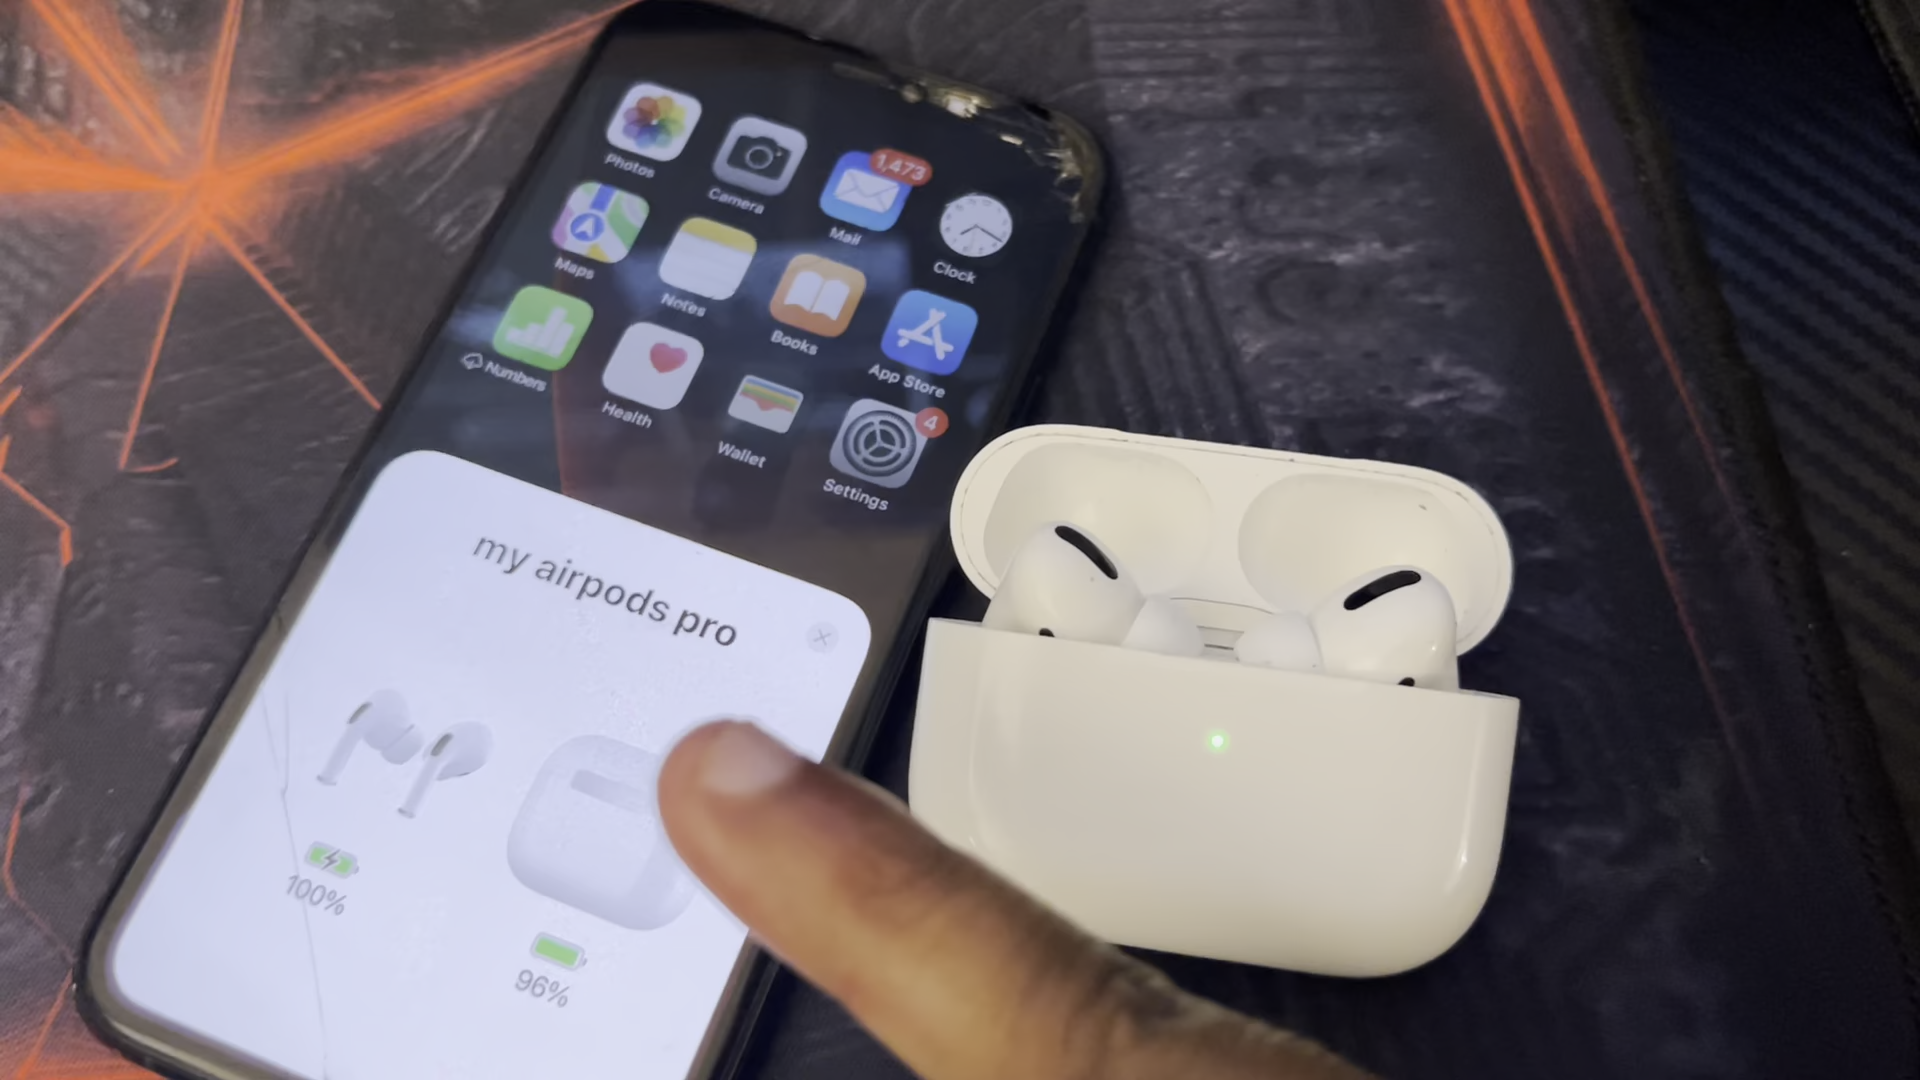 Photos
Camera
1,473
Mail
Clock
Maps
Notes
Books
App Store
Numbers
Health
Wallet
4
Settings
my airpods pro
100%
96%